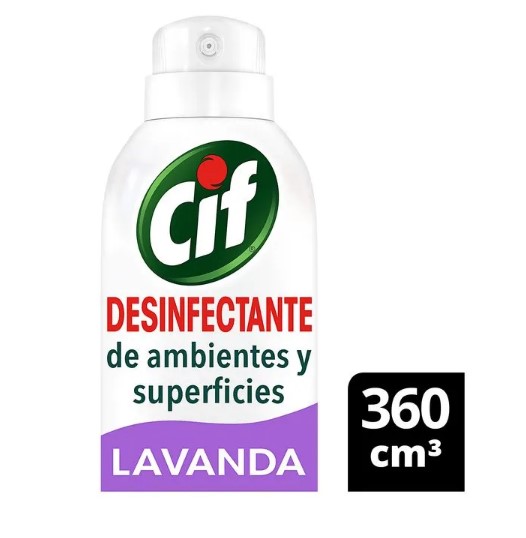 Cif
DESINFECTANTE
de ambientes y
superficies
LAVANDA
360
cm³